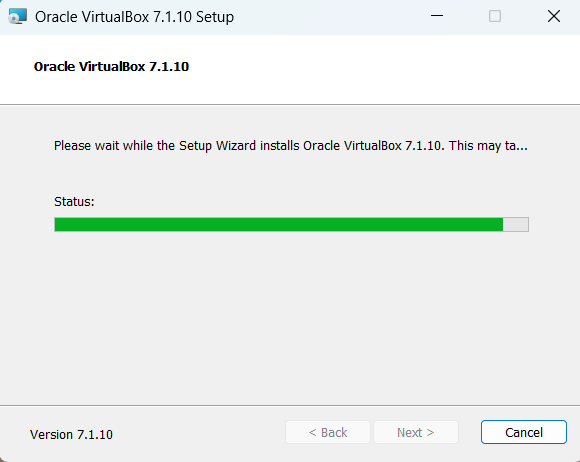 Oracle VirtualBox 7.1.10 Setup
Oracle VirtualBox 7.1.10
Please wait while the Setup Wizard installs Oracle VirtualBox 7.1.10. This may ta...
Status:
Version 7.1.10
< Back
Next >
Cancel